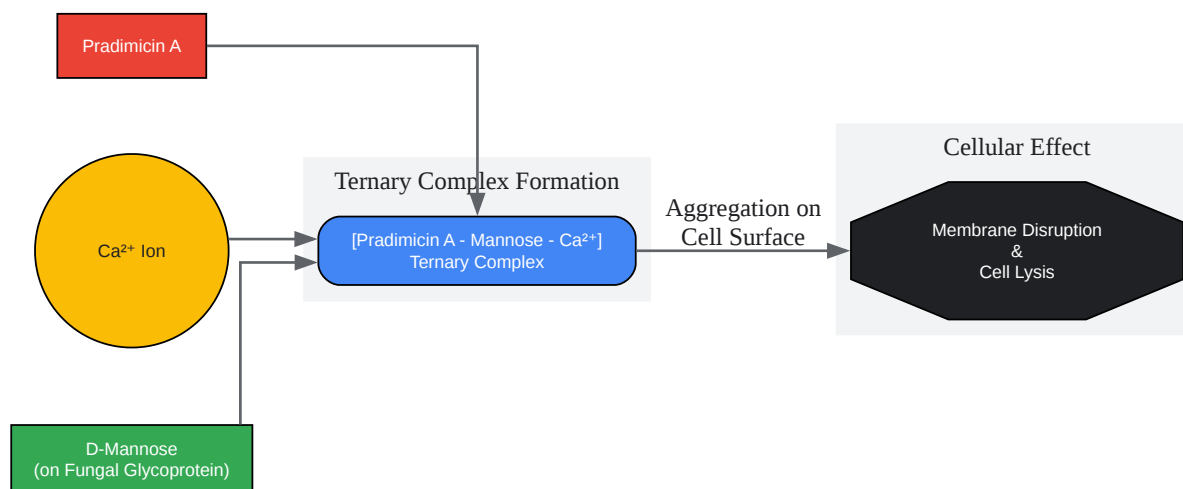 Pradimicin A
Ca²⁺ Ion
D-Mannose
(on Fungal Glycoprotein)
Ternary Complex Formation
[Pradimicin A - Mannose - Ca²⁺]
Ternary Complex
Aggregation on
Cell Surface
Cellular Effect
Membrane Disruption
&
Cell Lysis